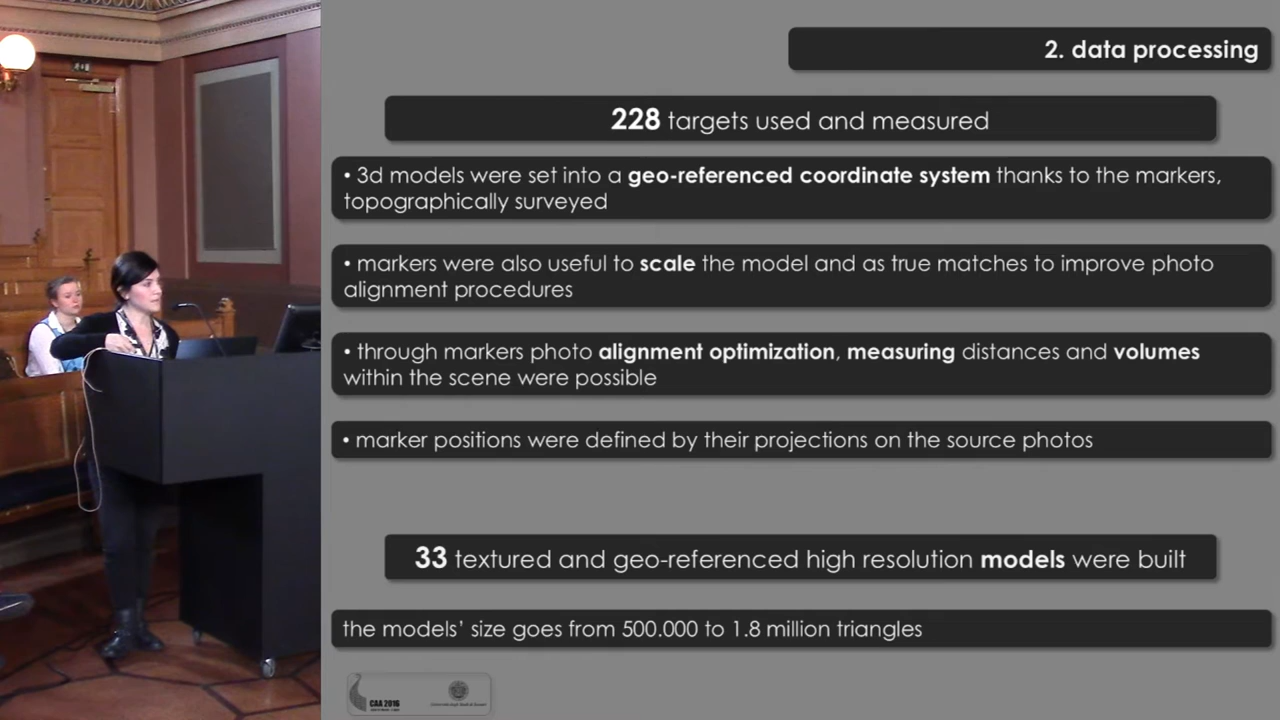 2. data processing
228 targets used and measured
• 3d models were set into a geo-referenced coordinate system thanks to the markers,
topographically surveyed
• markers were also useful to scale the model and as true matches to improve photo
alignment procedures
• through markers photo alignment optimization, measuring distances and volumes
within the scene were possible
• marker positions were defined by their projections on the source photos
33 textured and geo-referenced high resolution models were built
the models’ size goes from 500.000 to 1.8 million triangles
CAA 2016